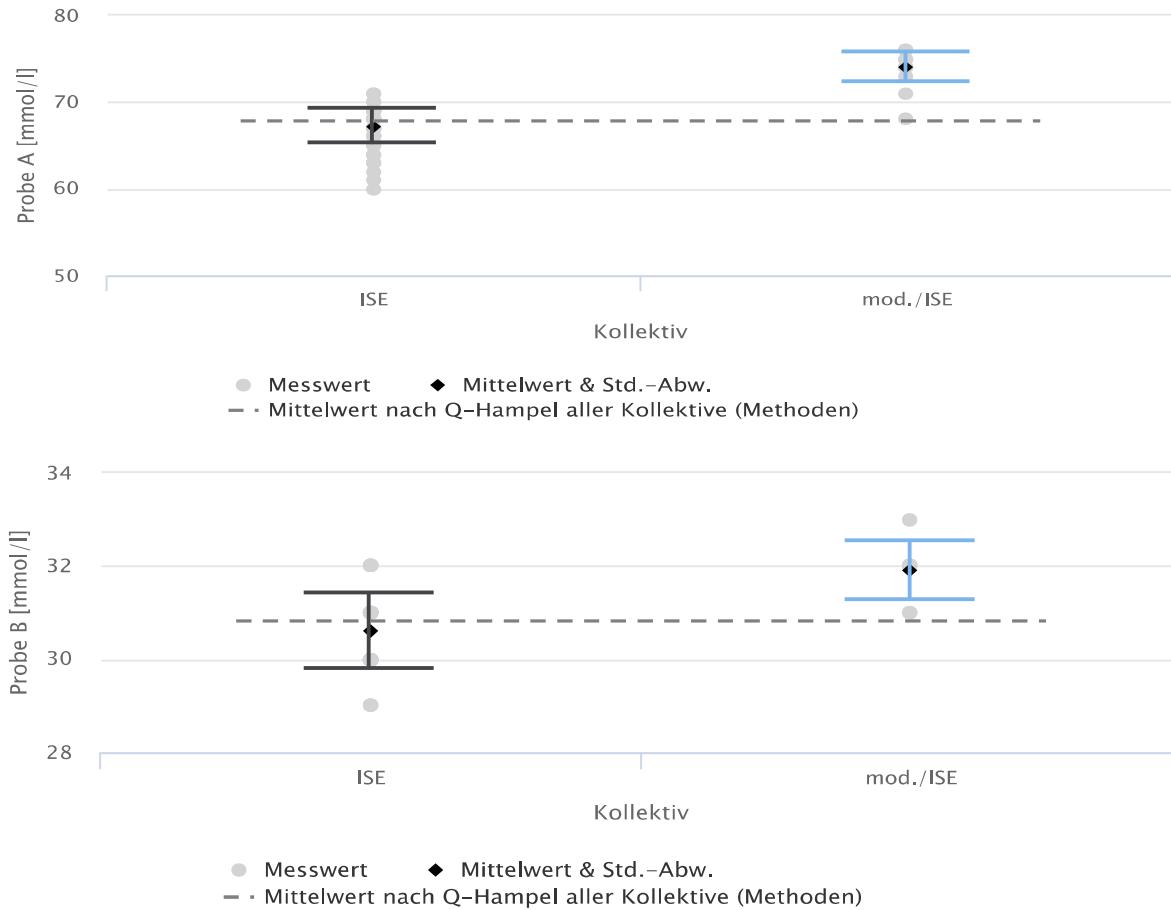 80
70
60
50
Probe A [mmol/l]
ISE
mod./ISE
Kollektiv
Messwert
Mittelwert & Std.-Abw.
Mittelwert nach Q-Hampel aller Kollektive (Methoden)
34
32
30
28
Probe B [mmol/l]
ISE
mod./ISE
Kollektiv
Messwert
Mittelwert & Std.-Abw.
Mittelwert nach Q-Hampel aller Kollektive (Methoden)